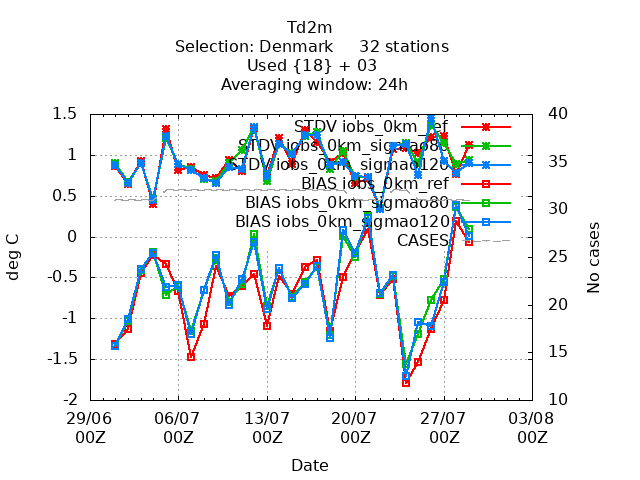 Td2m
Selection: Denmark 32 stations
Used {18} + 03
Averaging window: 24h
1.5
1
0.5
0
-0.5
-1
-1.5
-2
deg C
STDV iobs_0km_ref
STDV iobs_0km_sigmao80
STDV iobs_0km_sigmao120
BIAS iobs_0km_ref
BIAS iobs_0km_sigmao80
BIAS iobs_0km_sigmao120
CASES
40
35
30
25
20
15
10
No cases
29/06 06/07 13/07 20/07 27/07 03/08
00Z 00Z 00Z 00Z 00Z 00Z
Date